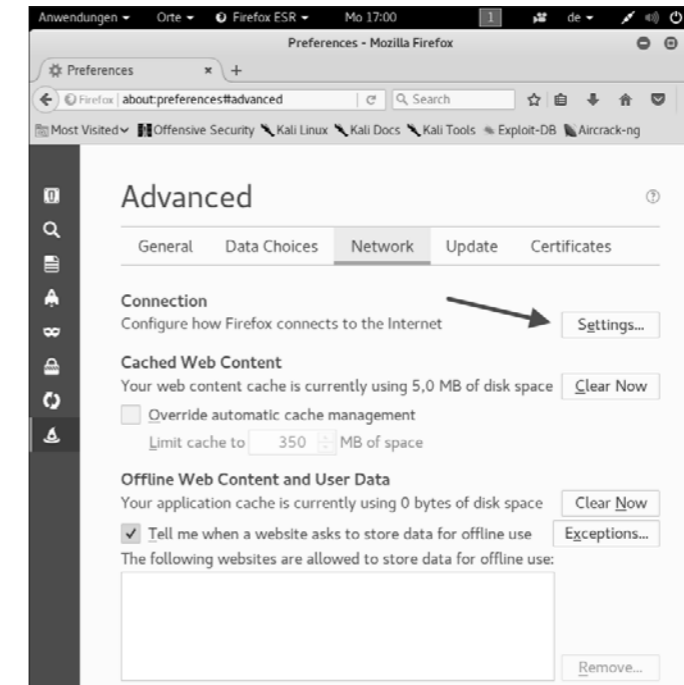 Anwendungen Orte Firefox ESR Mo 17:00 1 de
Preferences - Mozilla Firefox
Preferences × +
Firefox about:preferences#advanced Search
Most Visited Offensive Security Kali Linux Kali Docs Kali Tools Exploit-DB Aircrack-ng
Advanced
General Data Choices Network Update Certificates
Connection
Configure how Firefox connects to the Internet Settings...
Cached Web Content
Your web content cache is currently using 5,0 MB of disk space Clear Now
Override automatic cache management
Limit cache to 350 MB of space
Offline Web Content and User Data
Your application cache is currently using 0 bytes of disk space Clear Now
Tell me when a website asks to store data for offline use Exceptions...
The following websites are allowed to store data for offline use:
Remove...